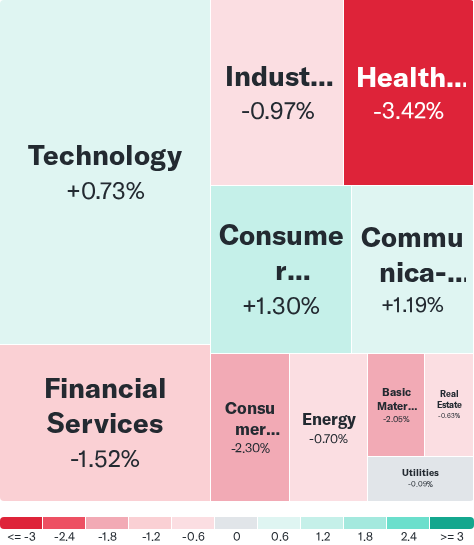 Technology
+0.73%
Indust...
-0.97%
Health...
-3.42%
Consume
r...
+1.30%
Commu
nica-...
+1.19%
Financial
Services
-1.52%
Consu
mer...
-2.30%
Energy
-0.70%
Basic
Mater...
-2.05%
Real
Estate
-0.63%
Utilities
-0.09%
<= -3 -2.4 -1.8 -1.2 -0.6 0 0.6 1.2 1.8 2.4 >= 3